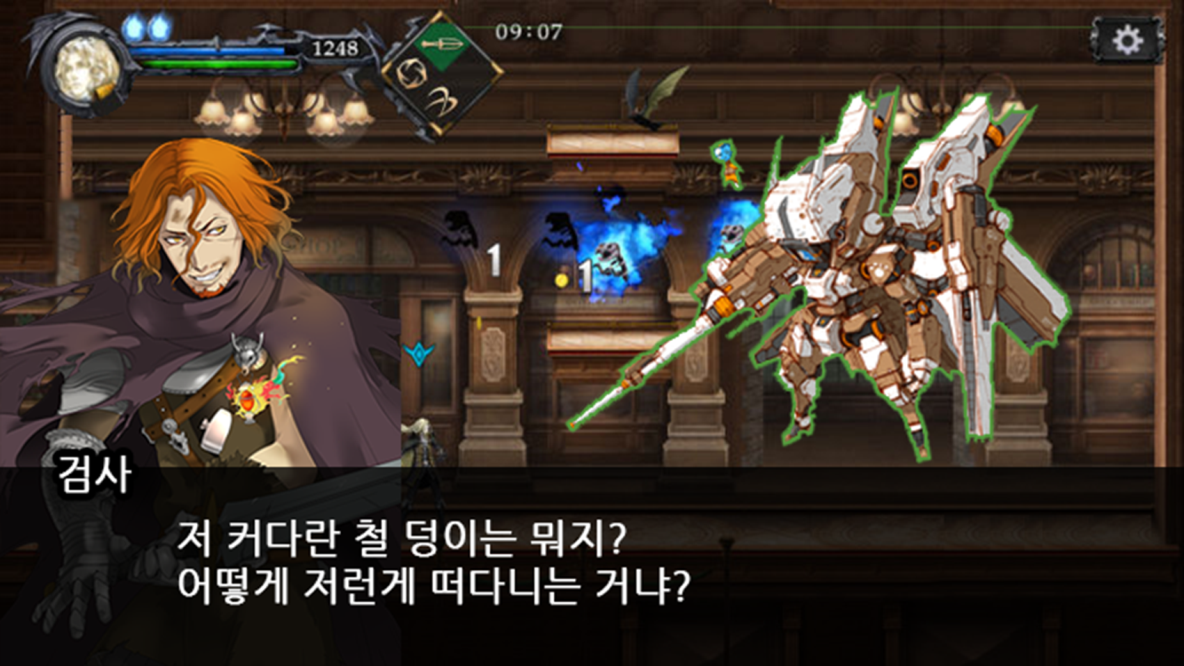 1248
09:07
1
1
검사
저 커다란 철 덩이는 뭐지?
어떻게 저런게 떠다니는 거냐?